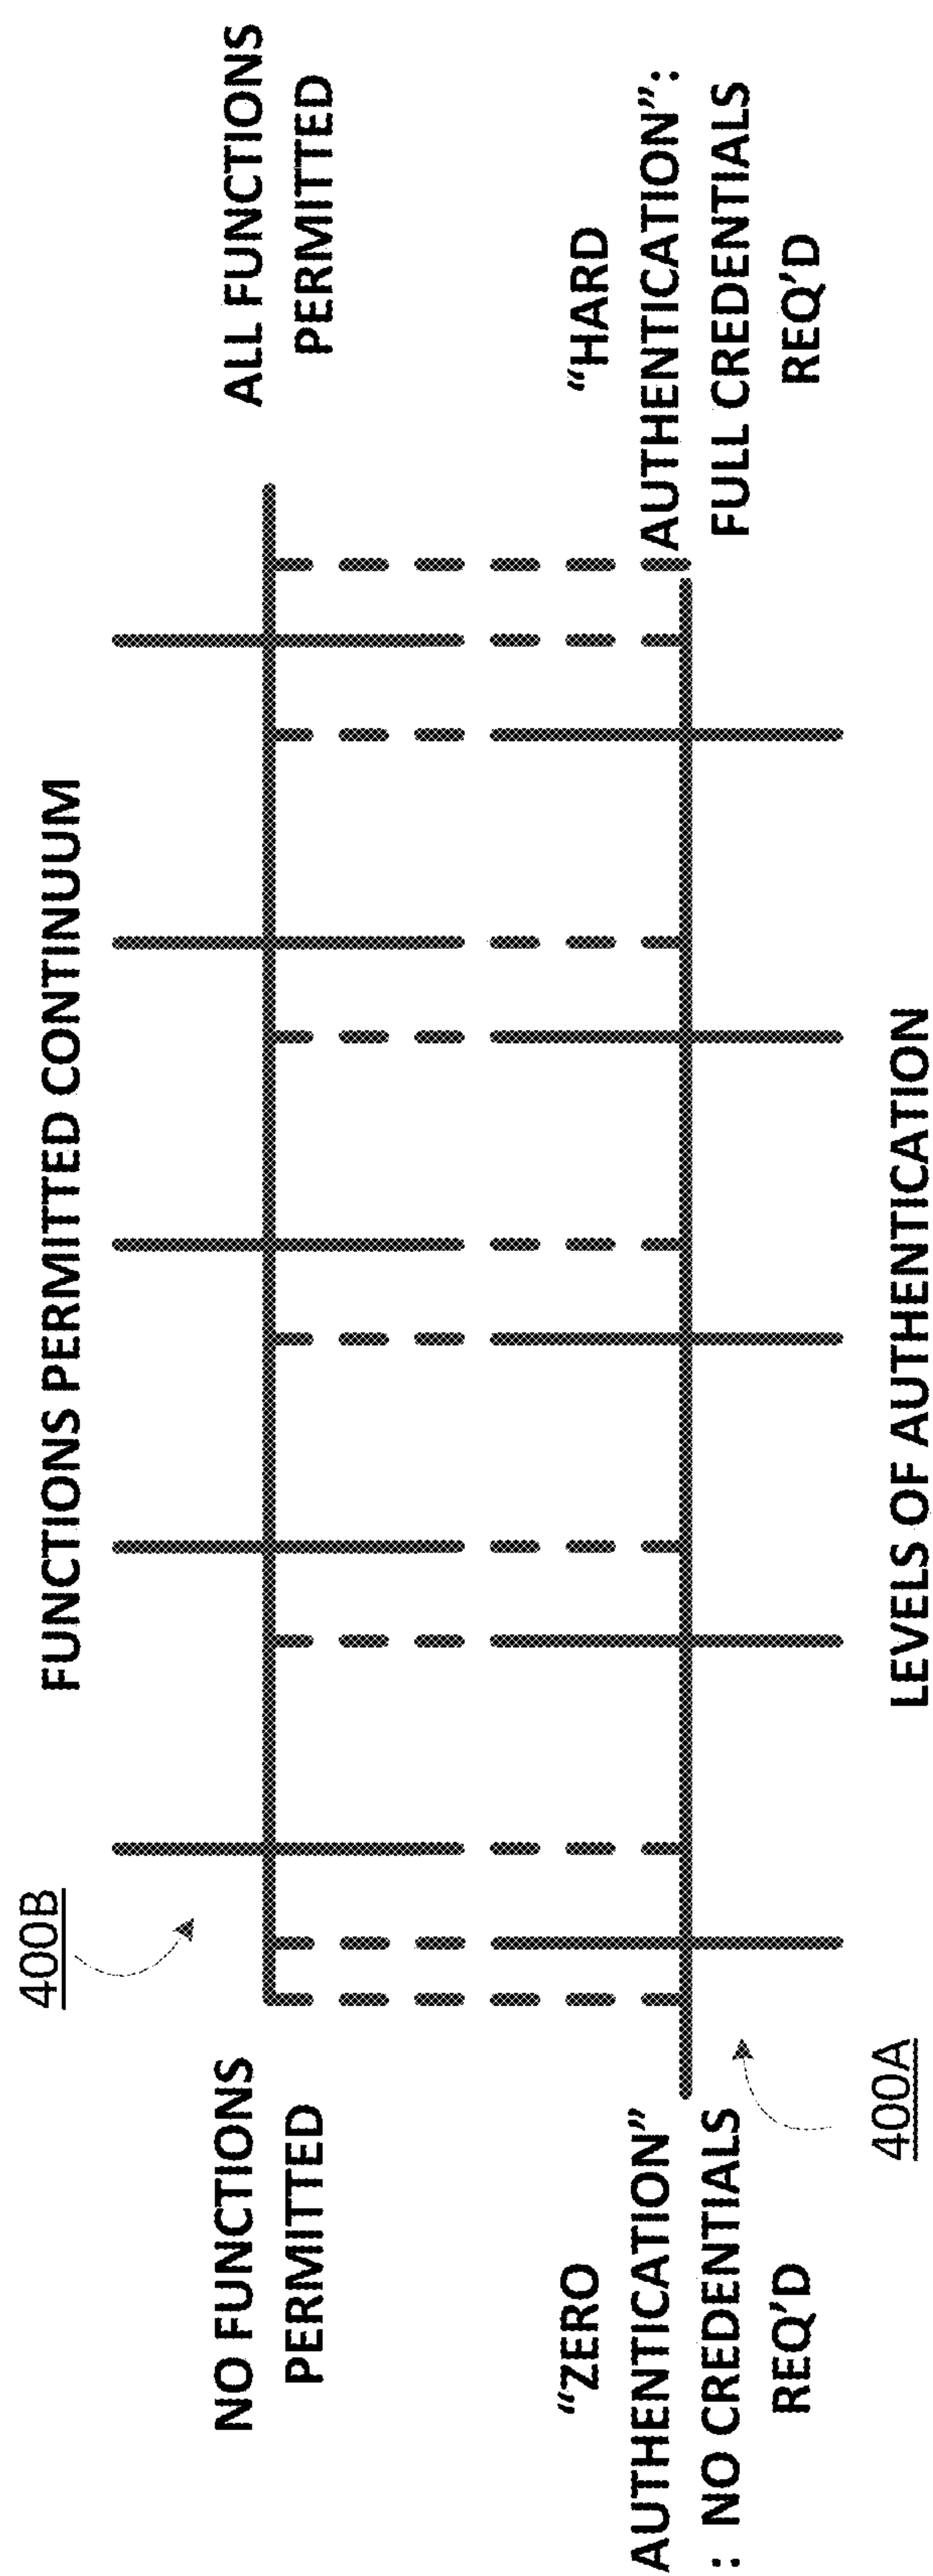 FUNCTIONS PERMITTED CONTINUUM
400B
NO FUNCTIONS
PERMITTED
ALL FUNCTIONS
PERMITTED
“ZERO
AUTHENTICATION”
: NO CREDENTIALS
REQ’D
“HARD
AUTHENTICATION”:
FULL CREDENTIALS
REQ’D
400A
LEVELS OF AUTHENTICATION